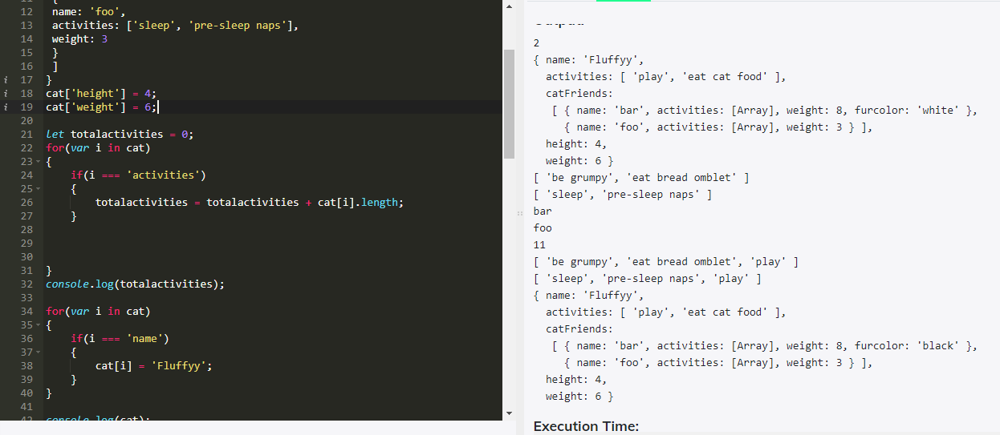 {
12 name: 'foo',
13 activities: ['sleep', 'pre-sleep naps'],
14 weight: 3
15 }
16 ]
i 17 }
i 18 cat['height'] = 4;
i 19 cat['weight'] = 6;
20
21 let totalactivities = 0;
22 for(var i in cat)
23 {
24 if(i === 'activities')
25 {
26 totalactivities = totalactivities + cat[i].length;
27 }
28
29
30
31 }
32 console.log(totalactivities);
33
34 for(var i in cat)
35 {
36 if(i === 'name')
37 {
38 cat[i] = 'Fluffyy';
39 }
40 }
41
42 console.log(cat);
2
{ name: 'Fluffyy',
activities: [ 'play', 'eat cat food' ],
catFriends:
[ { name: 'bar', activities: [Array], weight: 8, furcolor: 'white' },
{ name: 'foo', activities: [Array], weight: 3 } ],
height: 4,
weight: 6 }
[ 'be grumpy', 'eat bread omblet' ]
[ 'sleep', 'pre-sleep naps' ]
bar
foo
11
[ 'be grumpy', 'eat bread omblet', 'play' ]
[ 'sleep', 'pre-sleep naps', 'play' ]
{ name: 'Fluffyy',
activities: [ 'play', 'eat cat food' ],
catFriends:
[ { name: 'bar', activities: [Array], weight: 8, furcolor: 'black' },
{ name: 'foo', activities: [Array], weight: 3 } ],
height: 4,
weight: 6 }
Execution Time: